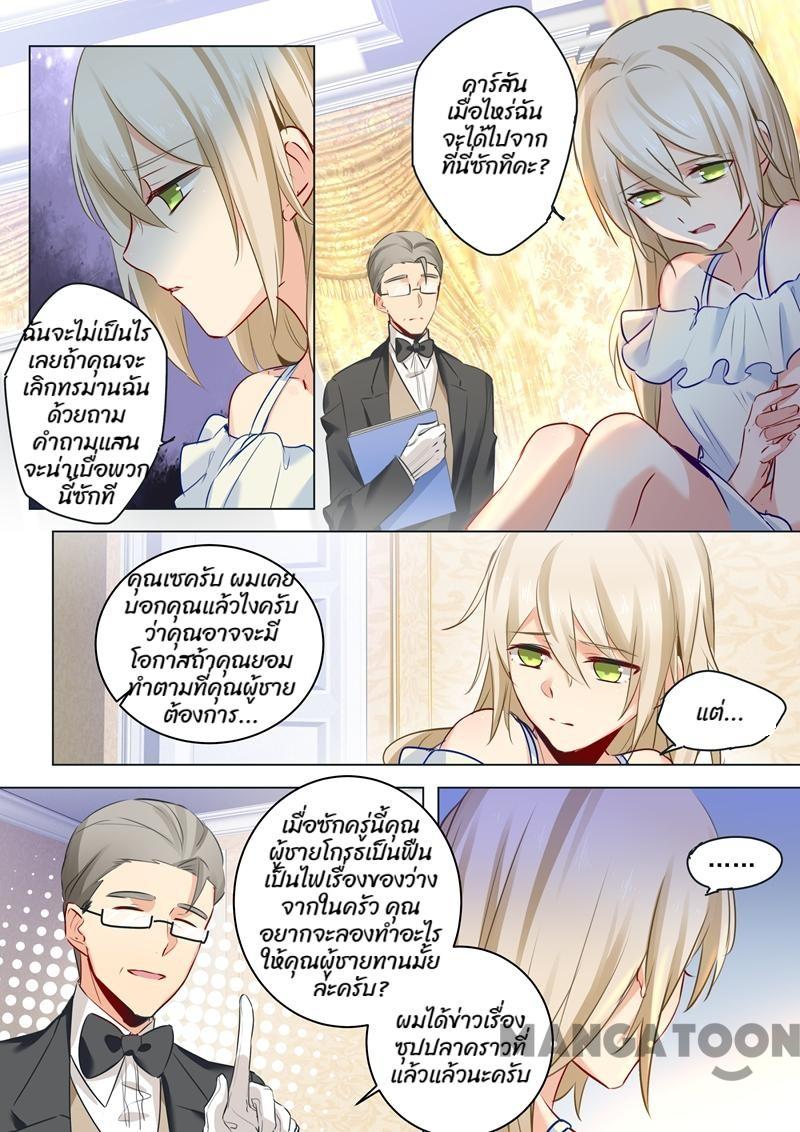 คาร์สัน
เมื่อไหร่ฉัน
จะได้ไปจาก
ที่นี่ซักทีคะ?
ฉันจะไม่เป็นไร
เลยถ้าคุณจะ
เลิกทรมานฉัน
ด้วยถาม
คำถามแสน
จะน่าเบื่อพวก
นี้ซักที
คุณเซครับ ผมเคย
บอกคุณแล้วไงครับ
ว่าคุณอาจจะมี
โอกาสถ้าคุณยอม
ทำตามที่คุณผู้ชาย
ต้องการ...
แต่...
เมื่อซักครู่นี้คุณ
ผู้ชายโกรธเป็นฟืน
เป็นไฟเรื่องของว่าง
จากในครัว คุณ
อยากจะลองทำอะไร
ให้คุณผู้ชายทานมั้ย
ละครับ?
......
ผมได้ข่าวเรื่อง
ซุปปลาคราวที่
แล้วแล้วนะครับ
MANGATOON